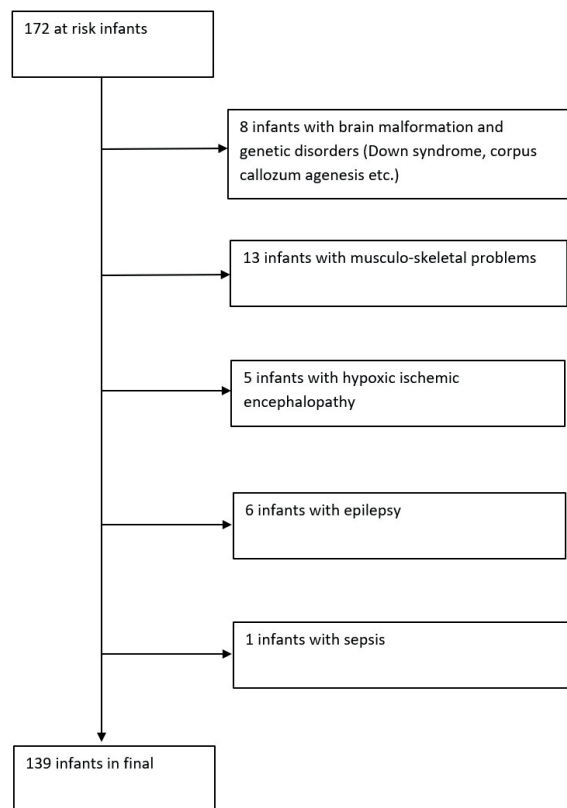 172 at risk infants
8 infants with brain malformation and
genetic disorders (Down syndrome, corpus
callozum agenesis etc.)
13 infants with musculo-skeletal problems
5 infants with hypoxic ischemic
encephalopathy
6 infants with epilepsy
1 infants with sepsis
139 infants in final